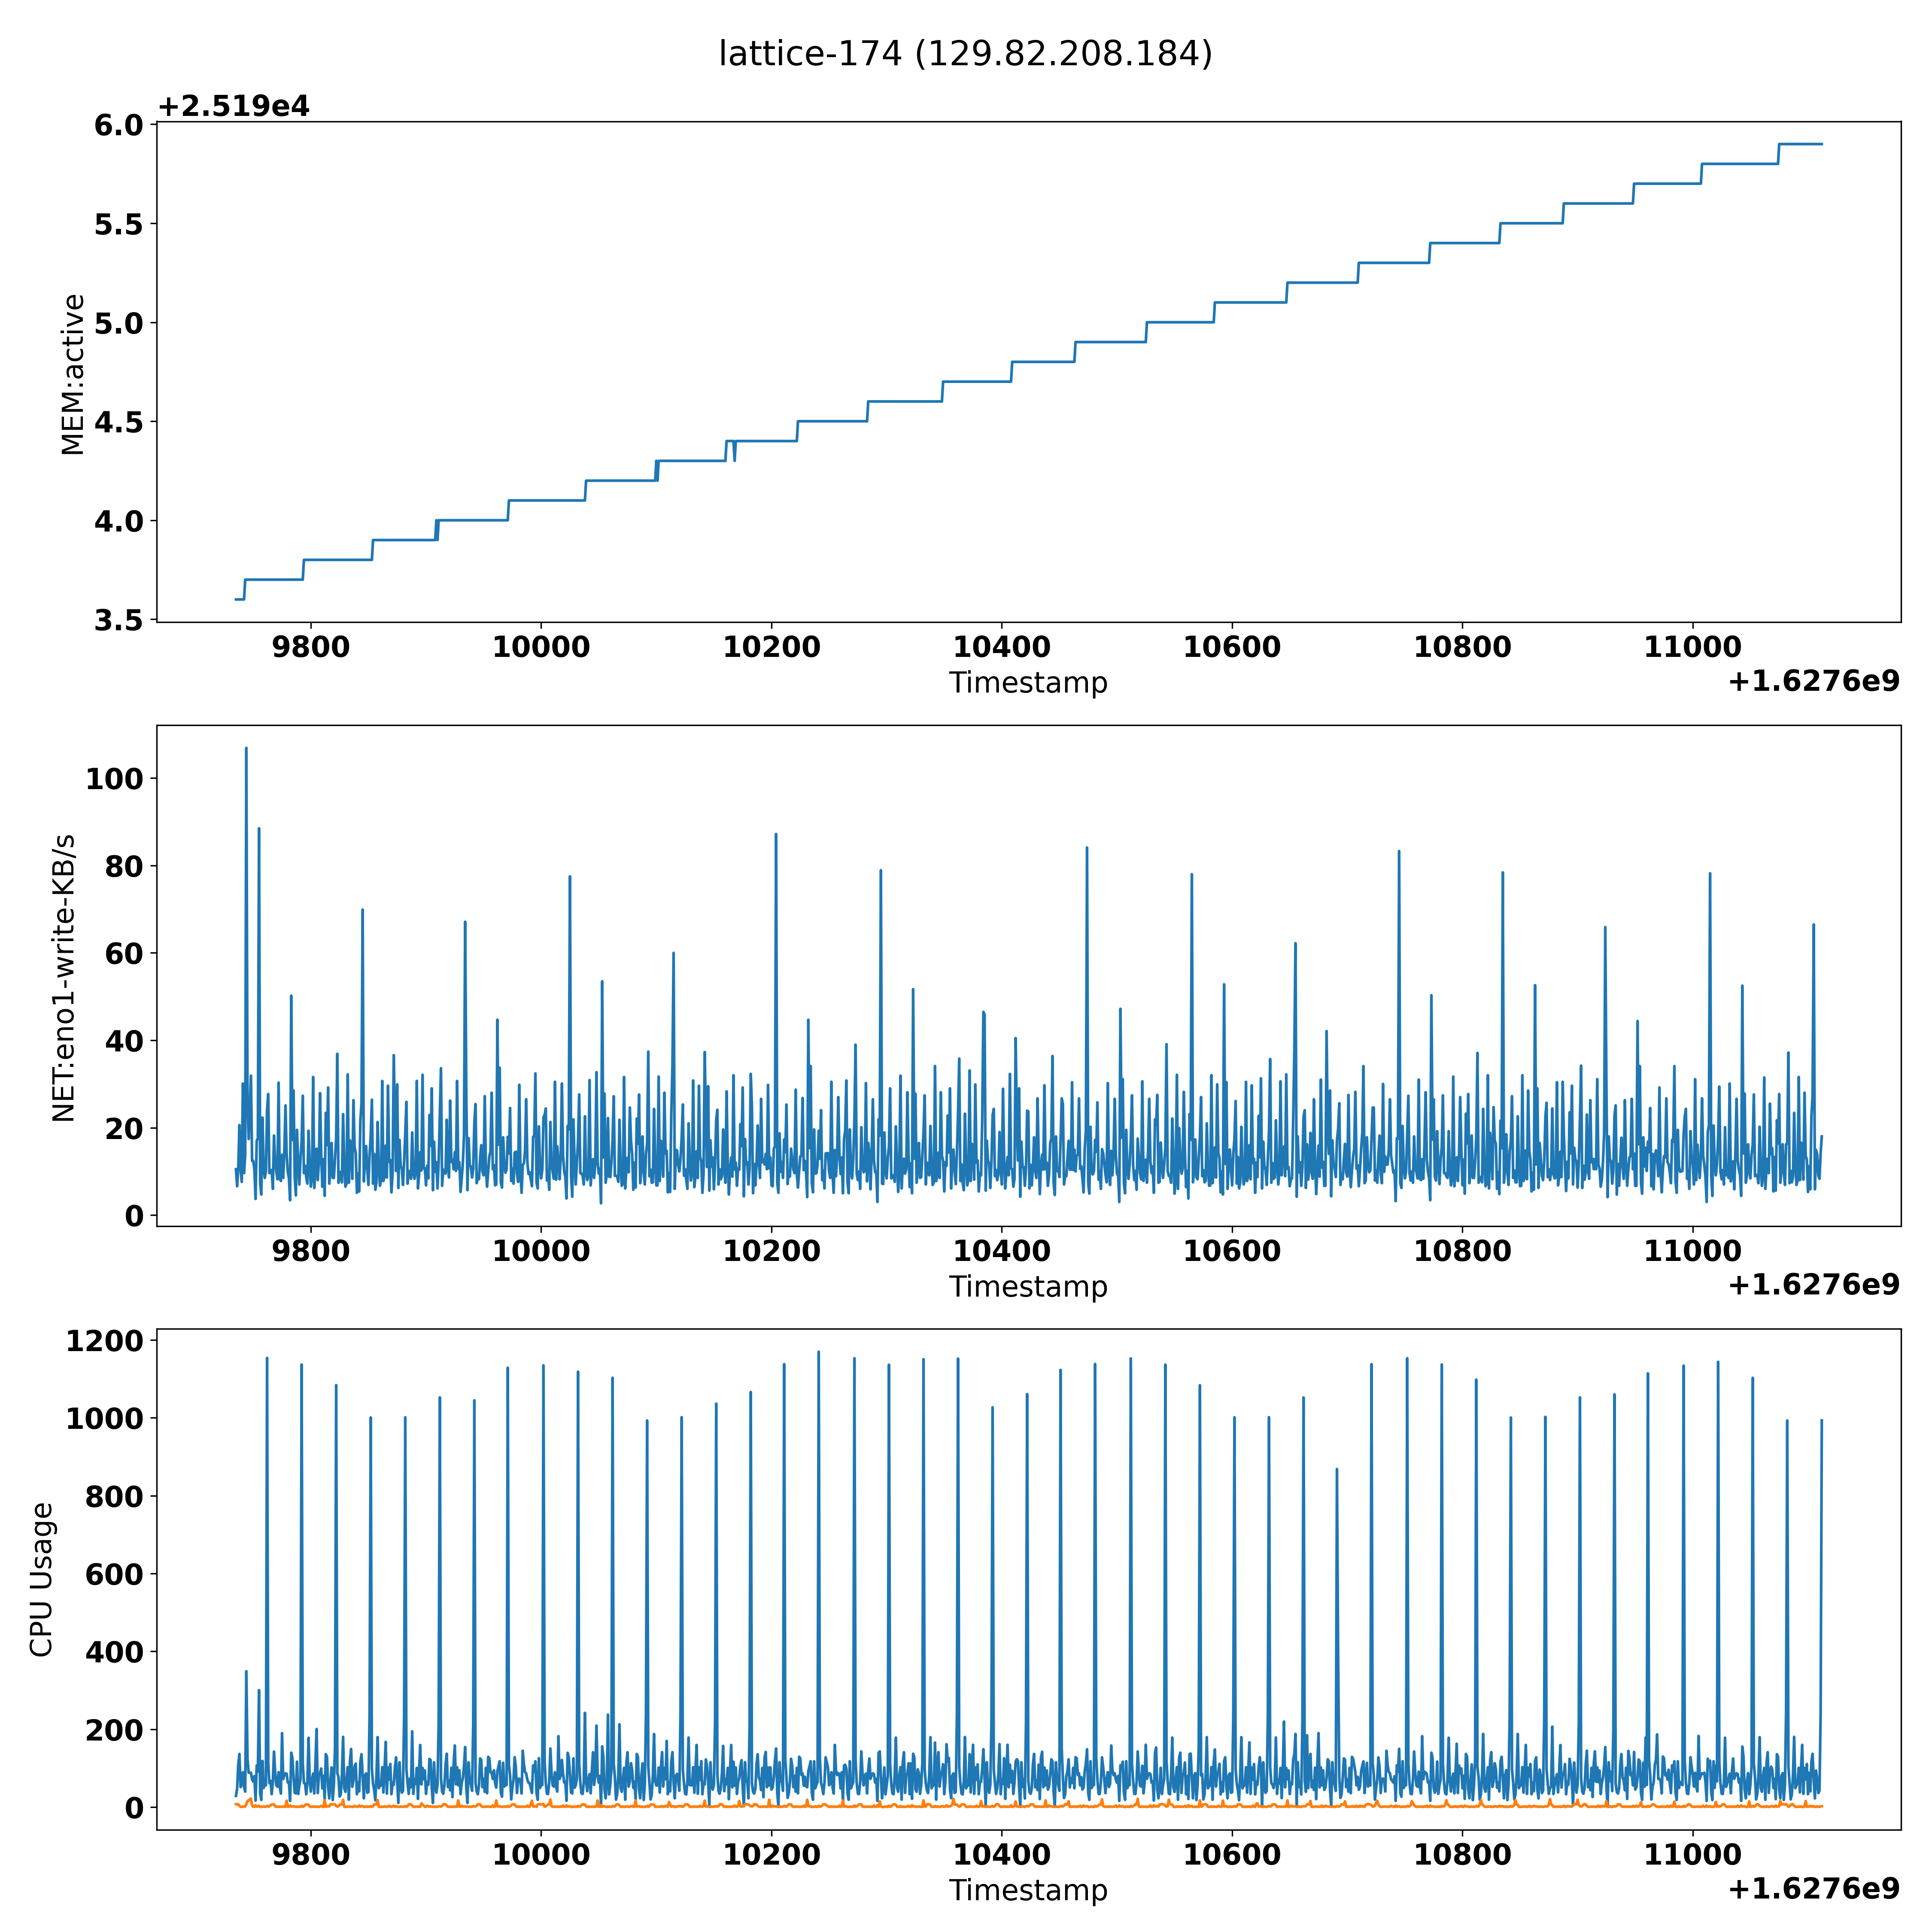 lattice-174 (129.82.208.184)
+2.519e4
6.0
5.5
5.0
4.5
4.0
3.5
MEM:active
9800 10000 10200 10400 10600 10800 11000
Timestamp
+1.6276e9
100
80
60
40
20
0
NET:eno1-write-KB/s
9800 10000 10200 10400 10600 10800 11000
Timestamp
+1.6276e9
1200
1000
800
600
400
200
0
CPU Usage
9800 10000 10200 10400 10600 10800 11000
Timestamp
+1.6276e9